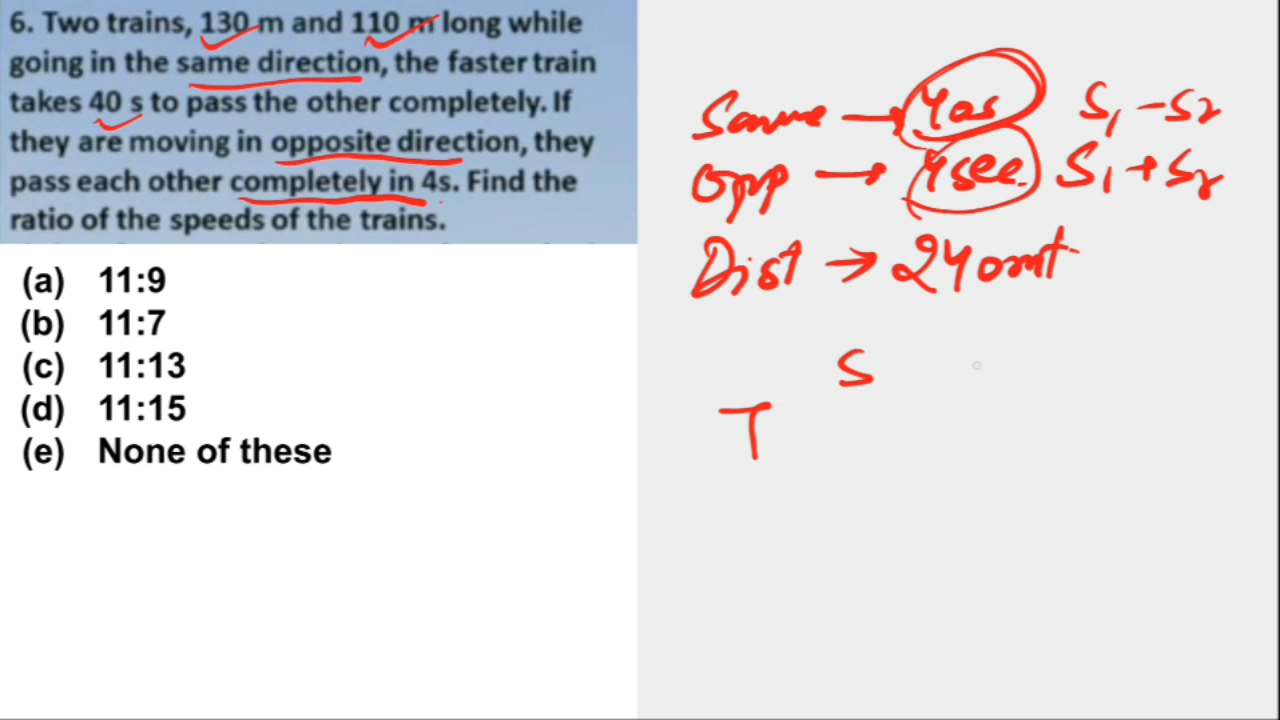 6. Two trains, 130 m and 110 m long while
going in the same direction, the faster train
takes 40 s to pass the other completely. If
they are moving in opposite direction, they
pass each other completely in 4s. Find the
ratio of the speeds of the trains.
(a) 11:9
(b) 11:7
(c) 11:13
(d) 11:15
(e) None of these
Same → 40s S1 - S2
Opp → 4sec. S1 + S2
Dist → 240mt
S
T